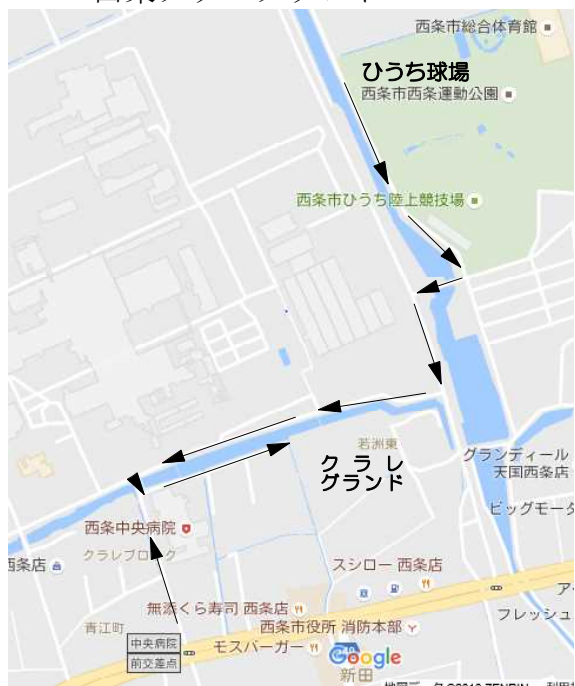 西条市総合体育館
ひうち球場
西条市西条運動公園
西条市ひうち陸上競技場
若洲東
クラレ
グランド
グランディール
天国西条店
ビッグモータ
西条中央病院
クラレブロック
西条店
スシロー 西条店
ア
無添くら寿司 西条店
フレッシュ
青江町
西条市役所 消防本部
中央病院
前交差点
モスバーガー
Google
新田